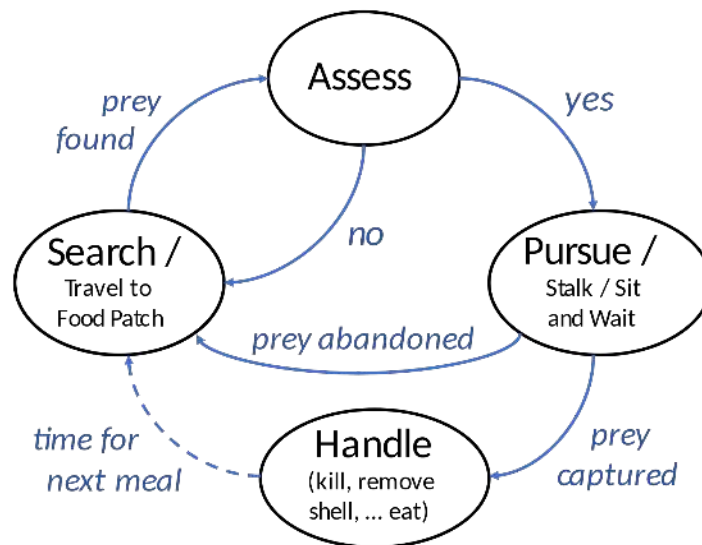 Assess
prey
found
yes
no
Search /
Travel to
Food Patch
Pursue /
Stalk / Sit
and Wait
prey abandoned
time for
next meal
Handle
(kill, remove
shell, ... eat)
prey
captured